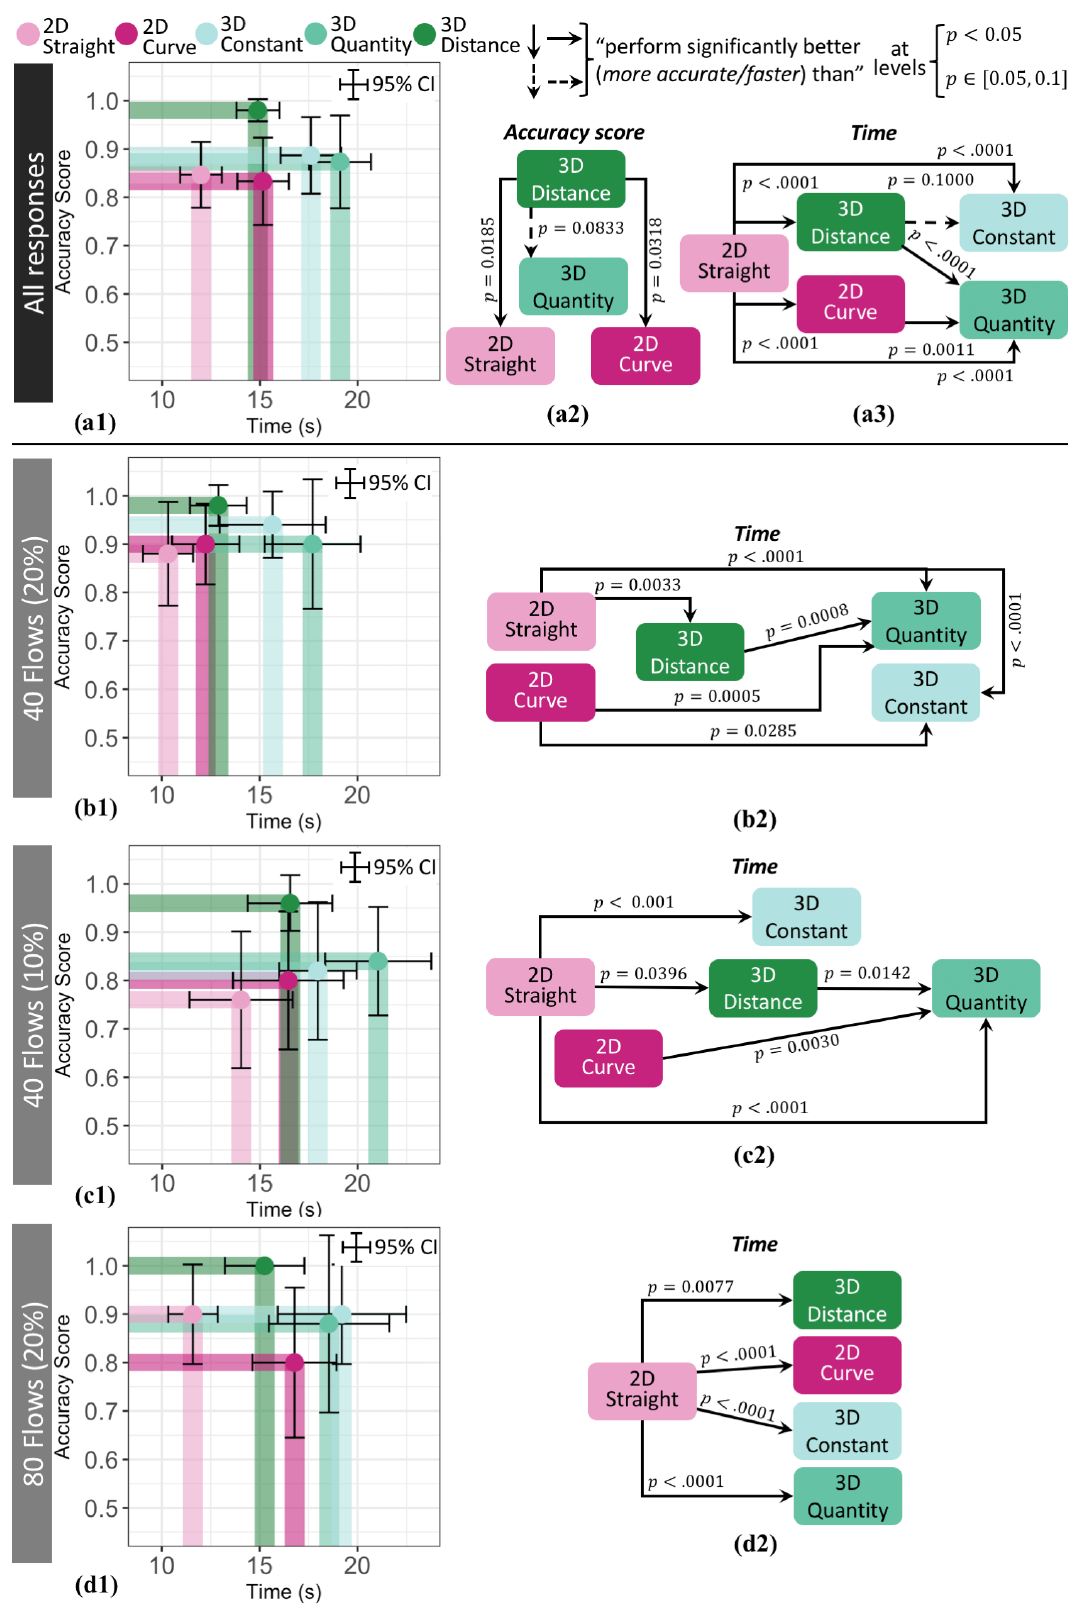 2D Straight
2D Curve
3D Constant
3D Quantity
3D Distance
“perform significantly better
(more accurate/faster) than”
at levels
p < 0.05
p ∈ [0.05, 0.1]
All responses
95% CI
1.0
0.9
0.8
0.7
0.6
0.5
Accuracy Score
10 15 20
Time (s)
(a1)
Accuracy score
3D Distance
p = 0.0185
p = 0.0833
p = 0.0318
3D Quantity
2D Straight
2D Curve
(a2)
Time
p < .0001
p < .0001
p = 0.1000
3D Distance
3D Constant
p < .0001
2D Straight
2D Curve
3D Quantity
p < .0001
p = 0.0011
p < .0001
(a3)
40 Flows (20%)
95% CI
1.0
0.9
0.8
0.7
0.6
0.5
Accuracy Score
10 15 20
Time (s)
(b1)
Time
p < .0001
p = 0.0033
2D Straight
3D Quantity
p = 0.0008
3D Distance
p < .0001
2D Curve
3D Constant
p = 0.0005
p = 0.0285
(b2)
40 Flows (10%)
95% CI
1.0
0.9
0.8
0.7
0.6
0.5
Accuracy Score
10 15 20
Time (s)
(c1)
Time
p < 0.001
3D Constant
2D Straight
p = 0.0396
3D Distance
p = 0.0142
3D Quantity
2D Curve
p = 0.0030
p < .0001
(c2)
80 Flows (20%)
95% CI
1.0
0.9
0.8
0.7
0.6
0.5
Accuracy Score
10 15 20
Time (s)
(d1)
Time
p = 0.0077
3D Distance
p < .0001
2D Curve
2D Straight
p < .0001
3D Constant
p < .0001
3D Quantity
(d2)